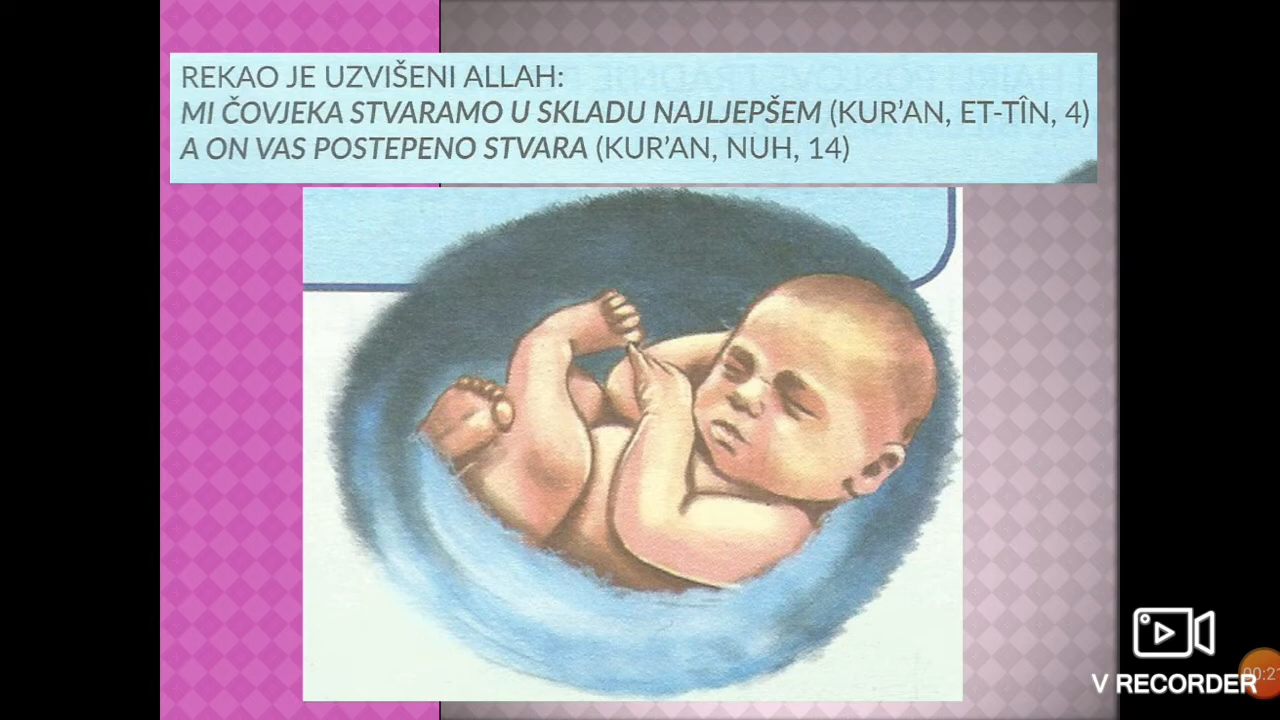 REKAO JE UZVIŠENI ALLAH:
MI ČOVJEKA STVARAMO U SKLADU NAJLJEPŠEM (KUR’AN, ET-TÎN, 4)
A ON VAS POSTEPENO STVARA (KUR’AN, NUH, 14)
V RECORDER